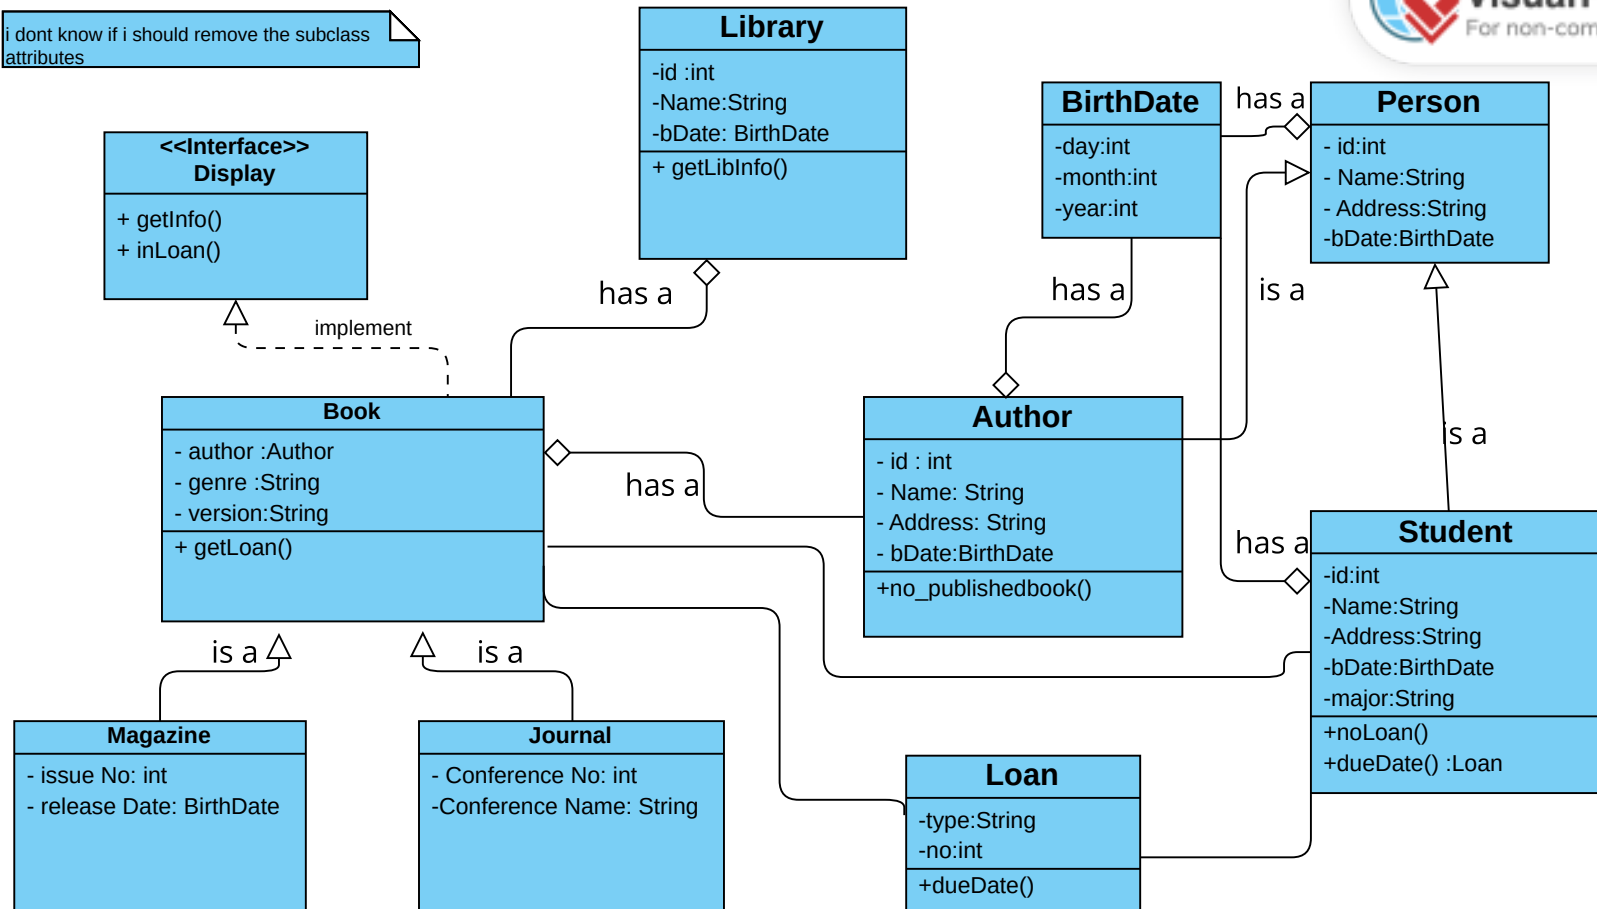 i dont know if i should remove the subclass
attributes
For non-com
Library
-id :int
-Name:String
-bDate: BirthDate
+ getLibInfo()
BirthDate
-day:int
-month:int
-year:int
has a
Person
- id:int
- Name:String
- Address:String
-bDate:BirthDate
<<Interface>>
Display
+ getInfo()
+ inLoan()
has a
has a
is a
implement
Book
- author :Author
- genre :String
- version:String
+ getLoan()
has a
Author
- id : int
- Name: String
- Address: String
- bDate:BirthDate
+no_publishedbook()
is a
has a
Student
-id:int
-Name:String
-Address:String
-bDate:BirthDate
-major:String
+noLoan()
+dueDate() :Loan
is a
is a
Magazine
- issue No: int
- release Date: BirthDate
Journal
- Conference No: int
-Conference Name: String
Loan
-type:String
-no:int
+dueDate()